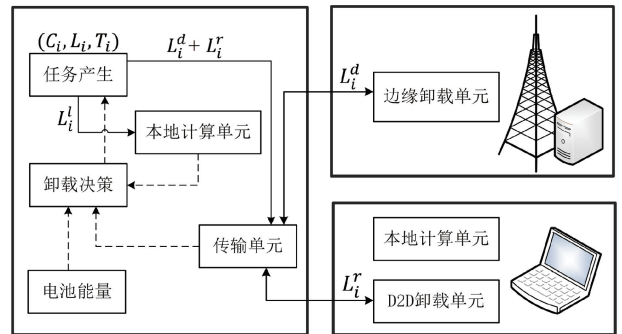 (C_i, L_i, T_i)
任务产生
L_i^d + L_i^r
L_i^l
本地计算单元
卸载决策
传输单元
电池能量
L_i^d
边缘卸载单元
本地计算单元
L_i^r
D2D卸载单元